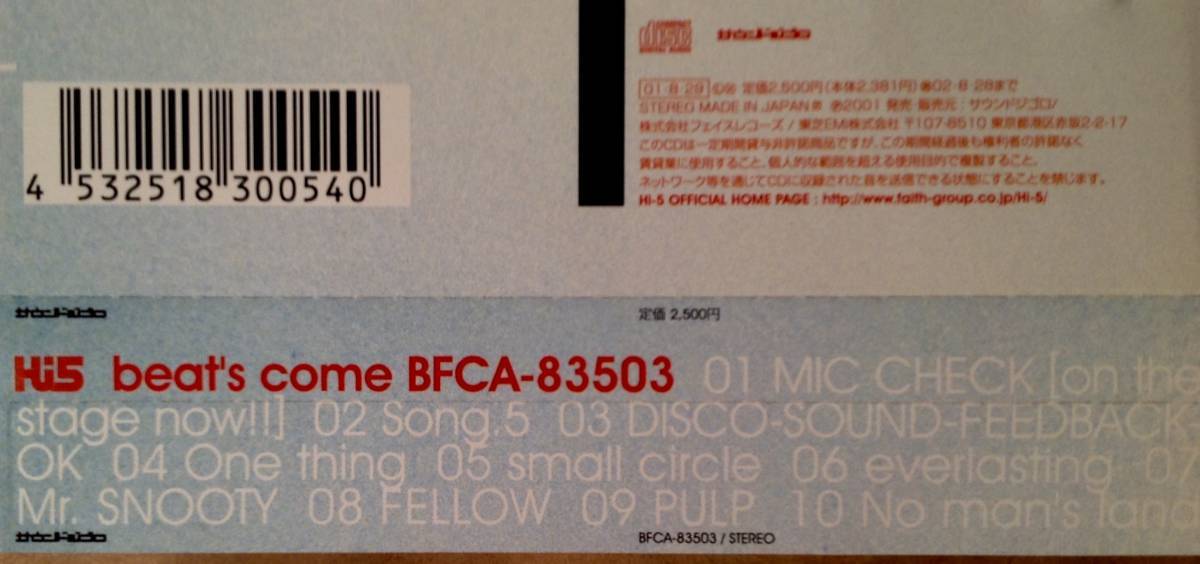 COMPACT
disc
DIGITAL AUDIO
01·8·29 定価2,500円(本体2,381円) 02·8·28まで
STEREO MADE IN JAPAN ℗2001 発売·販売元:サウンドジゴロ/
株式会社フェイスレコーズ / 東芝EMI株式会社 〒107-8510 東京都港区赤坂2-2-17
このCDは一定期間貸与非許諾商品ですが、この期間経過後も権利者の許諾なく
賃貸業に使用すること、個人的な範囲を超える使用目的で複製すること、
ネットワーク等を通じてCDに収録された音を送信できる状態にすることを禁じます。
Hi-5 OFFICIAL HOME PAGE : http://www.faith-group.co.jp/Hi-5/
4 532518 300540
定価 2,500円
Hi5 beat's come BFCA-83503 01 MIC CHECK [on the
stage now!!] 02 Song.5 03 DISCO-SOUND-FEEDBACK-
OK 04 One thing 05 small circle 06 everlasting 07
Mr. SNOOTY 08 FELLOW 09 PULP 10 No man's land
BFCA-83503 / STEREO